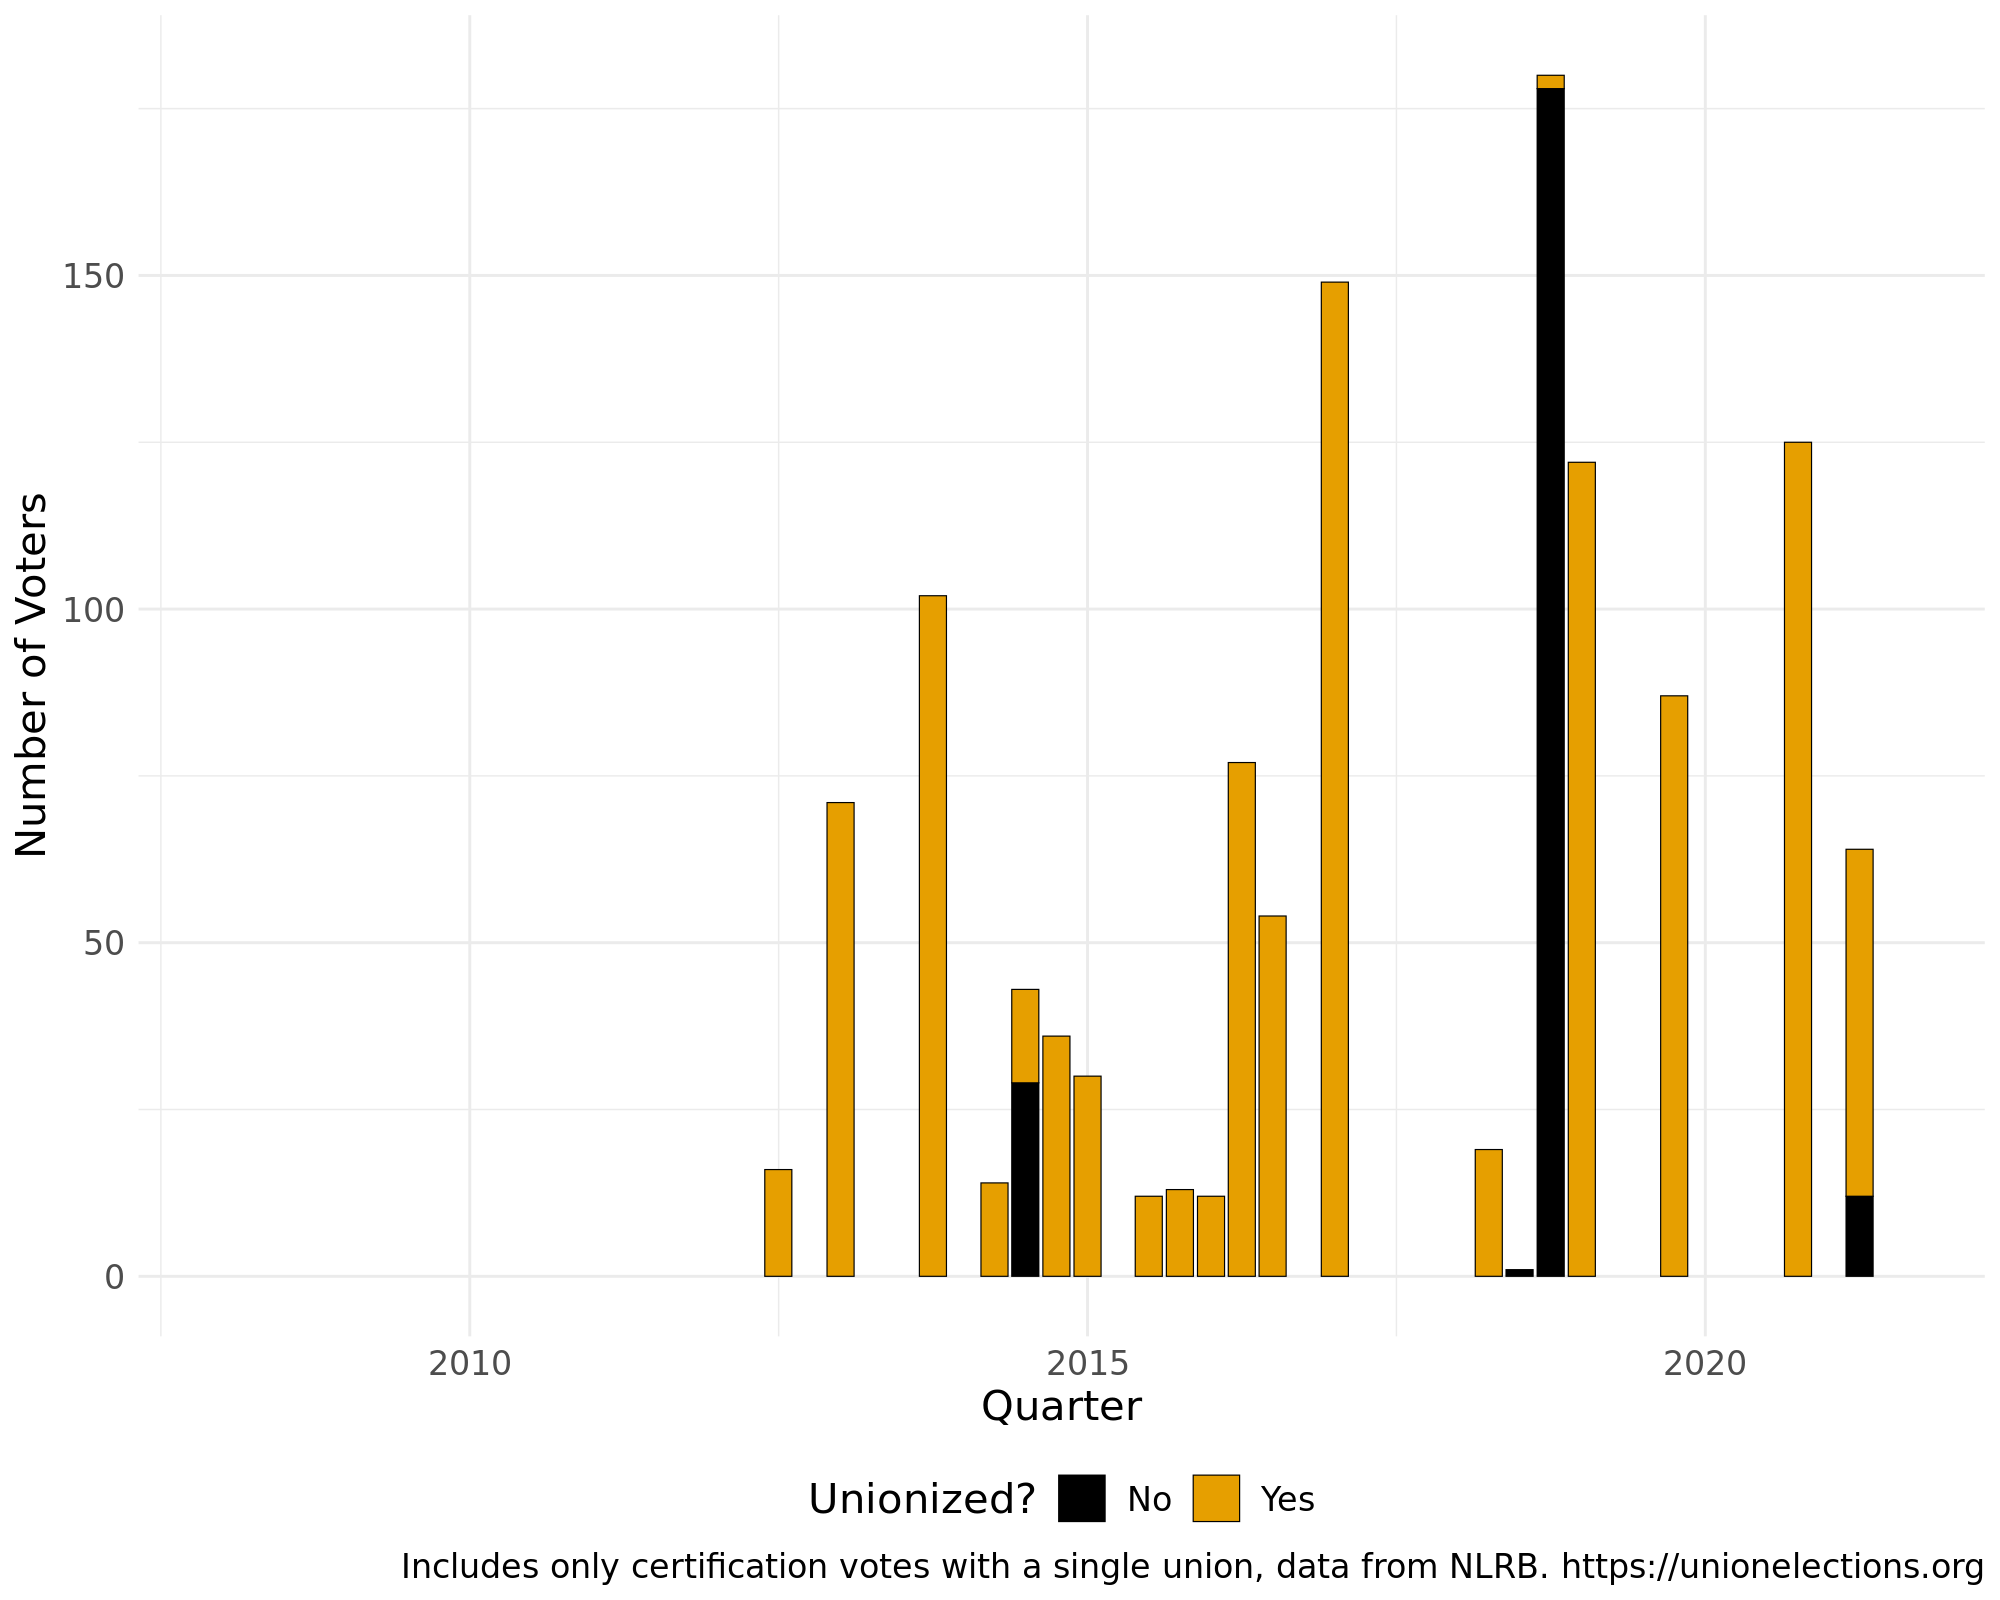 150
100
50
0
Number of Voters
2010 2015 2020
Quarter
Unionized? No Yes
Includes only certification votes with a single union, data from NLRB. https://unionelections.org